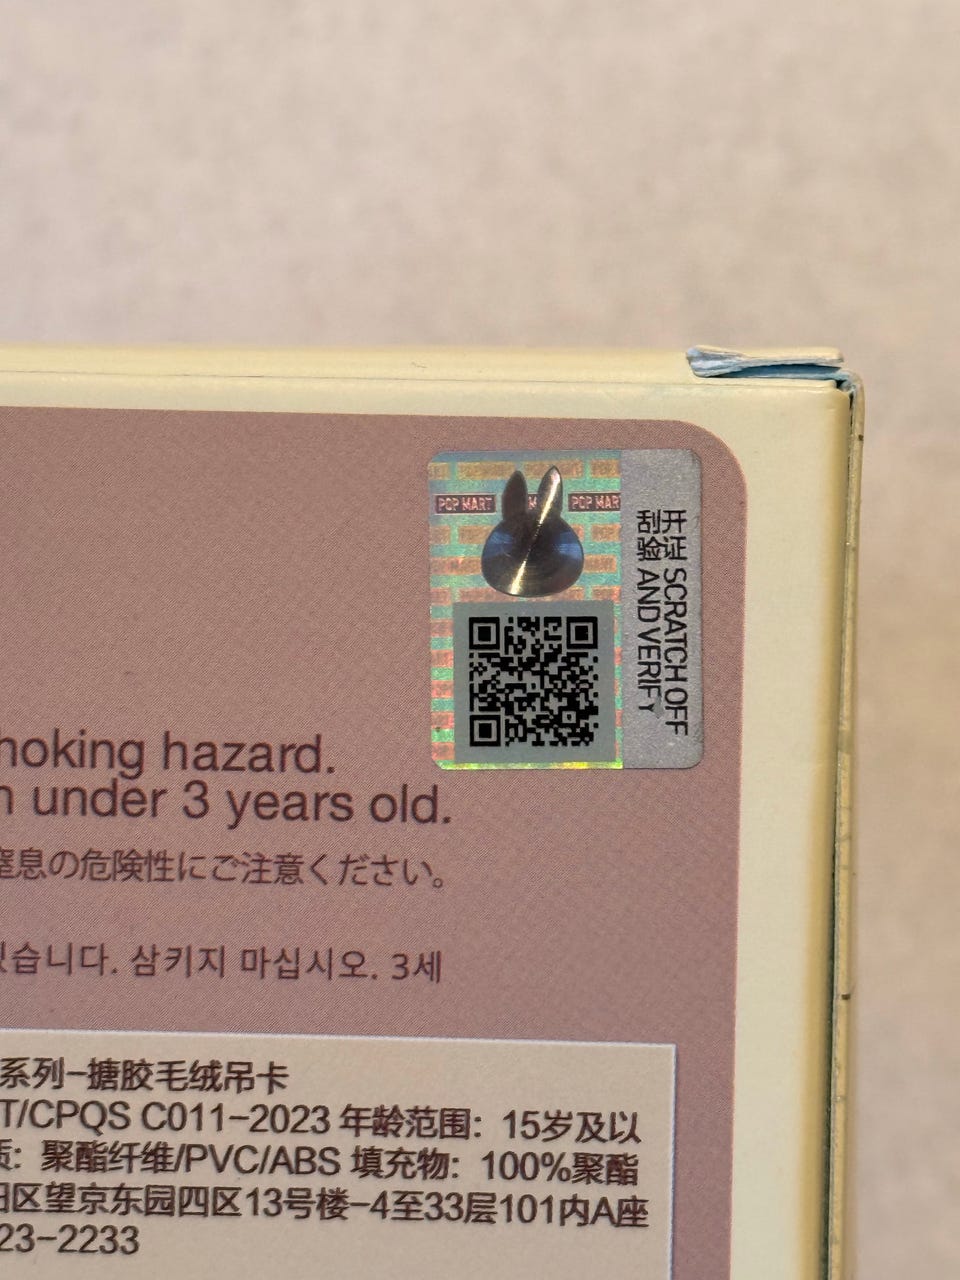 POP MART
POP MART
开 SCRATCH OFF
刮验证 AND VERIFY
hoking hazard.
n under 3 years old.
窒息の危険性にご注意ください。
있습니다. 삼키지 마십시오. 3세
系列-搪胶毛绒吊卡
T/CPQS C011-2023 年龄范围：15岁及以
质：聚酯纤维/PVC/ABS 填充物：100%聚酯
阳区望京东园四区13号楼-4至33层101内A座
23-2233